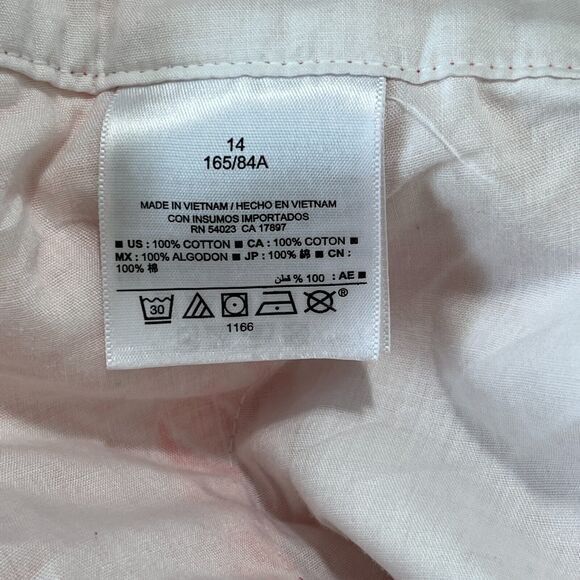 14
165/84A
MADE IN VIETNAM / HECHO EN VIETNAM
CON INSUMOS IMPORTADOS
RN 54023 CA 17897
■ US : 100% COTTON ■ CA : 100% COTON ■
MX : 100% ALGODON ■ JP : 100% 綿 ■ CN :
100% 棉
■ AE : 100 % قطن
30 ®
1166